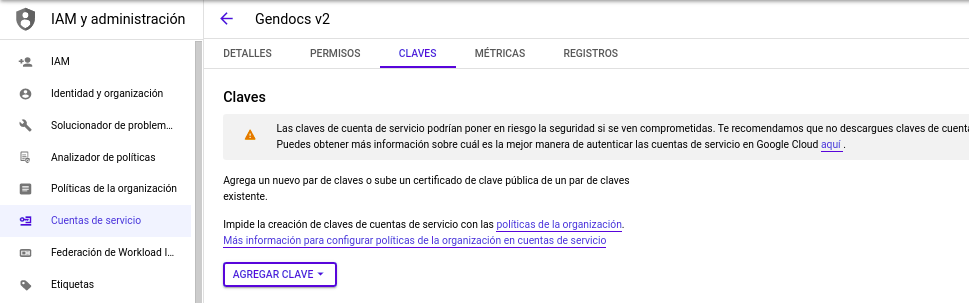 IAM y administración
Gendocs v2
IAM
Identidad y organización
Solucionador de problem...
Analizador de políticas
Políticas de la organización
Cuentas de servicio
Federación de Workload I...
Etiquetas
DETALLES
PERMISOS
CLAVES
MÉTRICAS
REGISTROS
Claves
Las claves de cuenta de servicio podrían poner en riesgo la seguridad si se ven comprometidas. Te recomendamos que no descargues claves de cuenta
Puedes obtener más información sobre cuál es la mejor manera de autenticar las cuentas de servicio en Google Cloud aquí .
Agrega un nuevo par de claves o sube un certificado de clave pública de un par de claves
existente.
Impide la creación de claves de cuentas de servicio con las políticas de la organización.
Más información para configurar políticas de la organización en cuentas de servicio
AGREGAR CLAVE